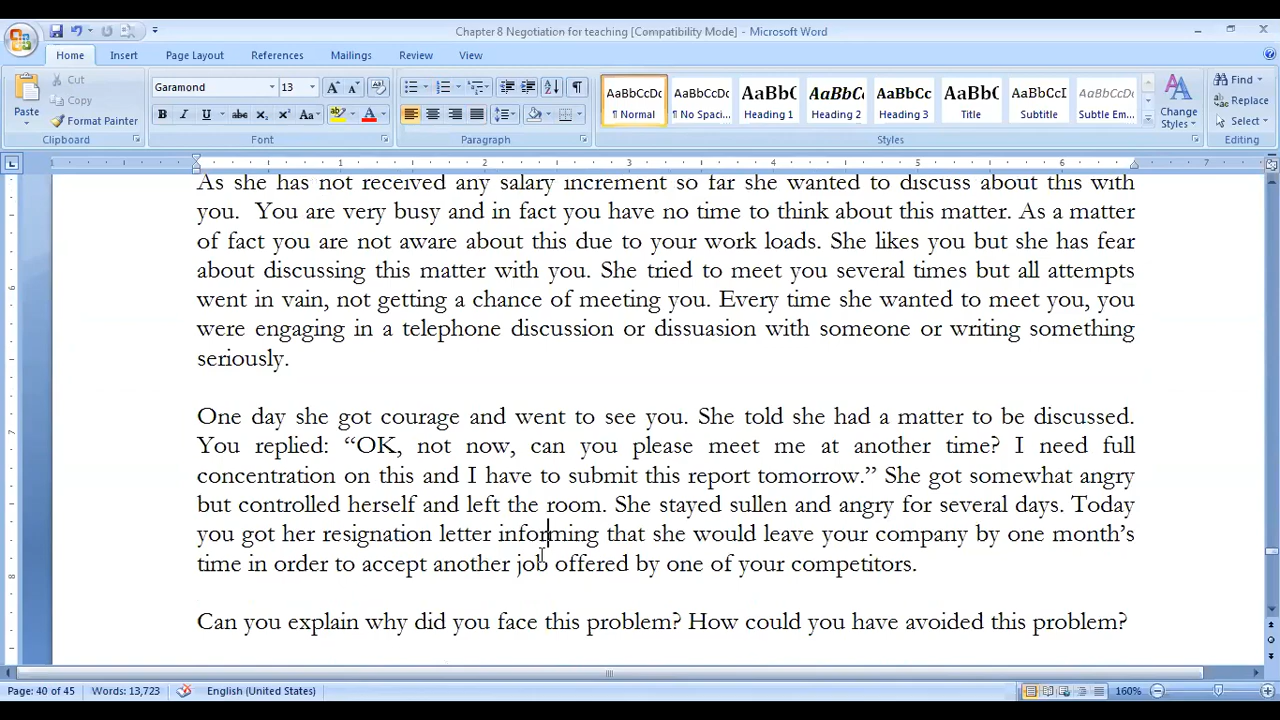 Chapter 8 Negotiation for teaching [Compatibility Mode] - Microsoft Word
Home Insert Page Layout References Mailings Review View
Paste
Cut
Copy
Format Painter
Clipboard
Garamond 13
B I U abc x₂ x² Aa A
Font
Paragraph
AaBbCcDc AaBbCcDc AaBbC AaBbCc AaBbCc AaBbC AaBbCcI AaBbCcDc
¶ Normal ¶ No Spaci... Heading 1 Heading 2 Heading 3 Title Subtitle Subtle Em...
Change
Styles
Styles
Find
Replace
Select
Editing
1 2 3 4 5 6 7
As she has not received any salary increment so far she wanted to discuss about this with
you.  You are very busy and in fact you have no time to think about this matter. As a matter
of fact you are not aware about this due to your work loads. She likes you but she has fear
about discussing this matter with you. She tried to meet you several times but all attempts
went in vain, not getting a chance of meeting you. Every time she wanted to meet you, you
were engaging in a telephone discussion or dissuasion with someone or writing something
seriously.
One day she got courage and went to see you. She told she had a matter to be discussed.
You replied: “OK, not now, can you please meet me at another time? I need full
concentration on this and I have to submit this report tomorrow.” She got somewhat angry
but controlled herself and left the room. She stayed sullen and angry for several days. Today
you got her resignation letter informing that she would leave your company by one month’s
time in order to accept another job offered by one of your competitors.
Can you explain why did you face this problem? How could you have avoided this problem?
Page: 40 of 45 Words: 13,723 English (United States) 160%